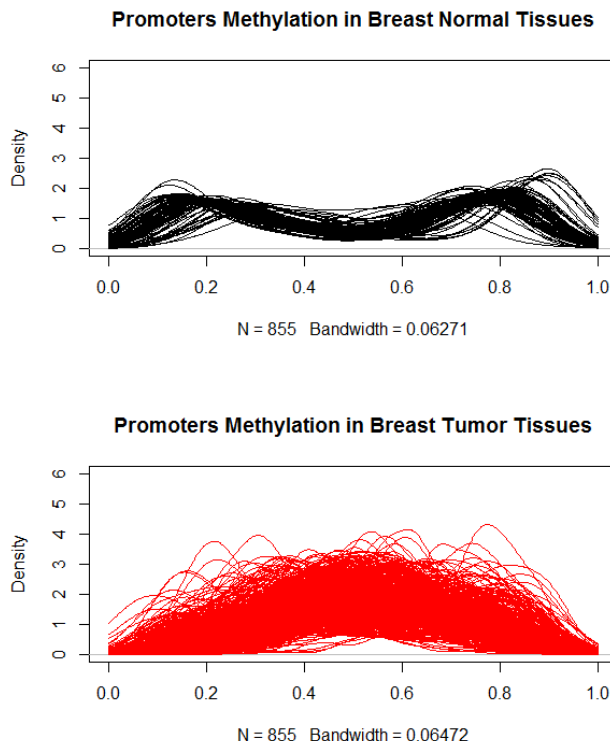 Promoters Methylation in Breast Normal Tissues
6
5
4
3
2
1
0
Density
0.0 0.2 0.4 0.6 0.8 1.0
N = 855 Bandwidth = 0.06271
Promoters Methylation in Breast Tumor Tissues
6
5
4
3
2
1
0
Density
0.0 0.2 0.4 0.6 0.8 1.0
N = 855 Bandwidth = 0.06472